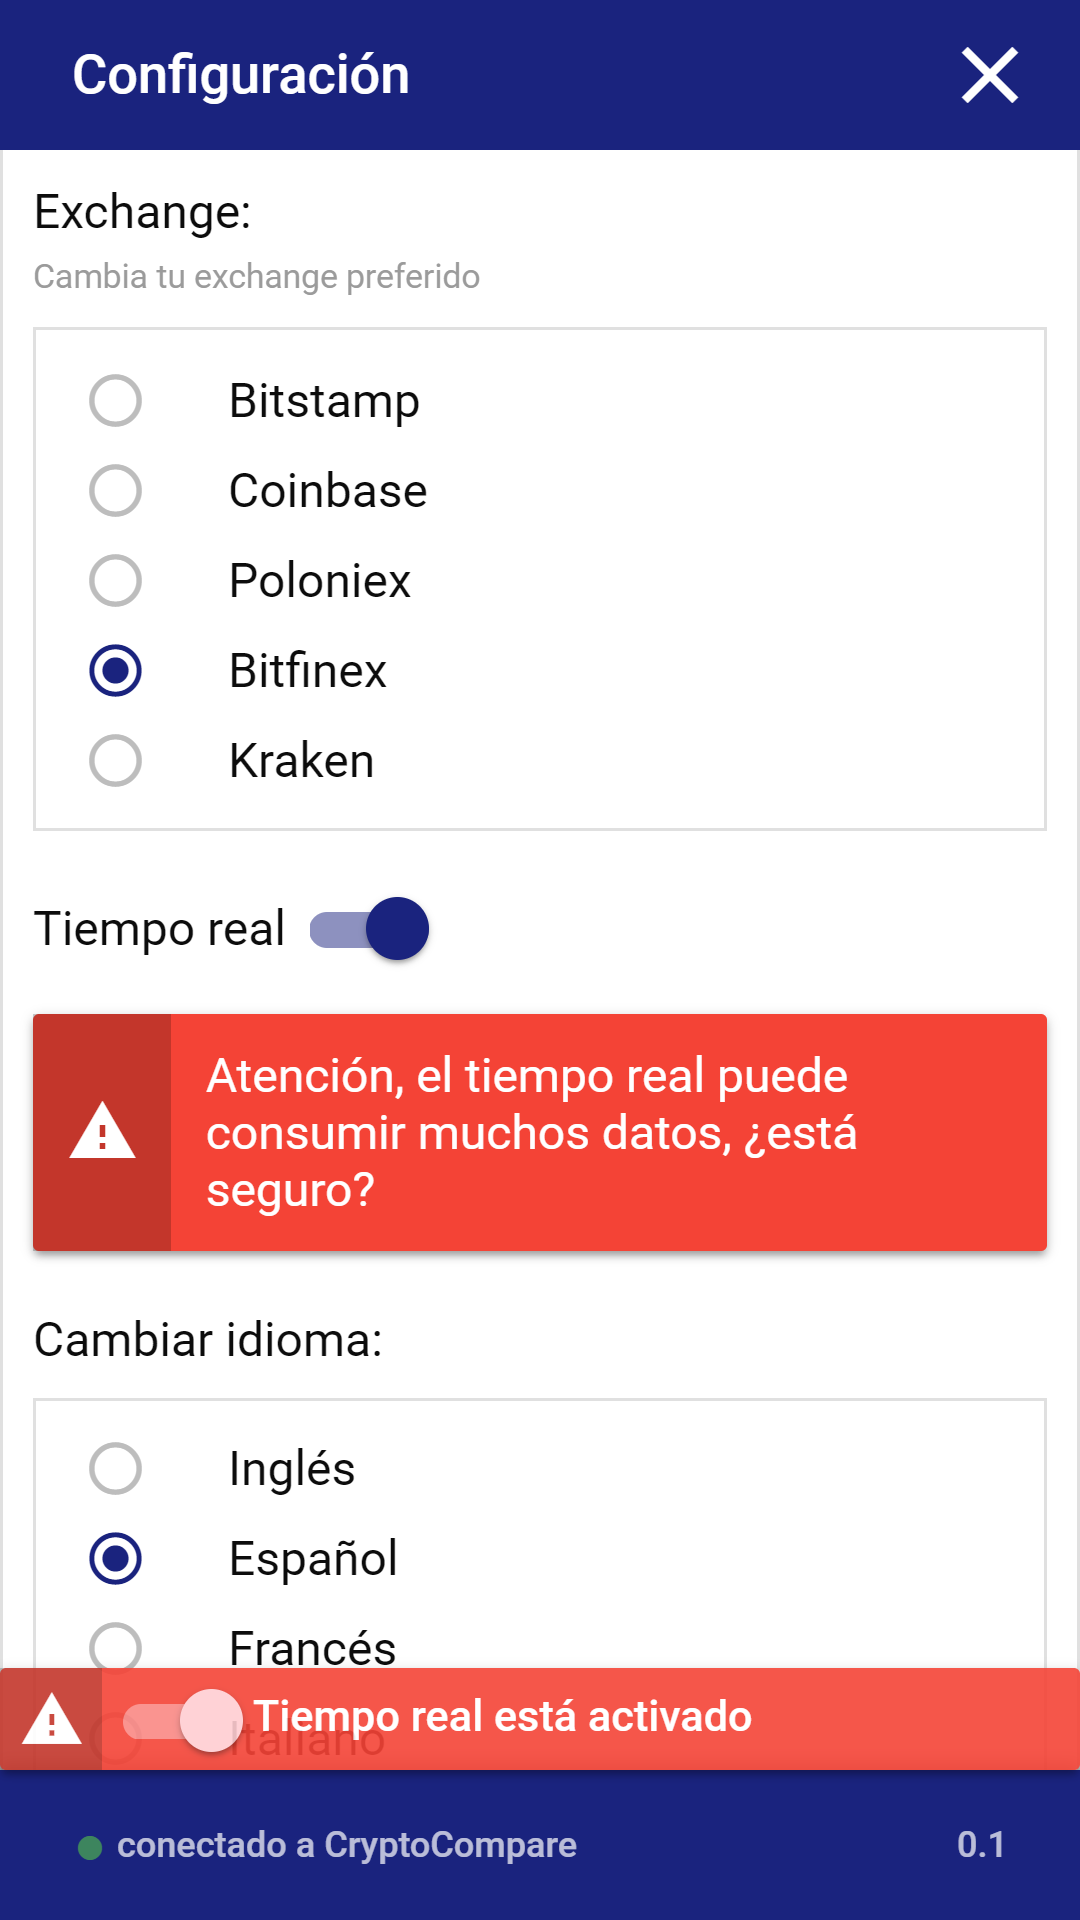 Configuración
Exchange:
Cambia tu exchange preferido
Bitstamp
Coinbase
Poloniex
Bitfinex
Kraken
Tiempo real
Atención, el tiempo real puede
consumir muchos datos, ¿está
seguro?
Cambiar idioma:
Inglés
Español
Francés
Tiempo real está activado
Italiano
conectado a CryptoCompare
0.1